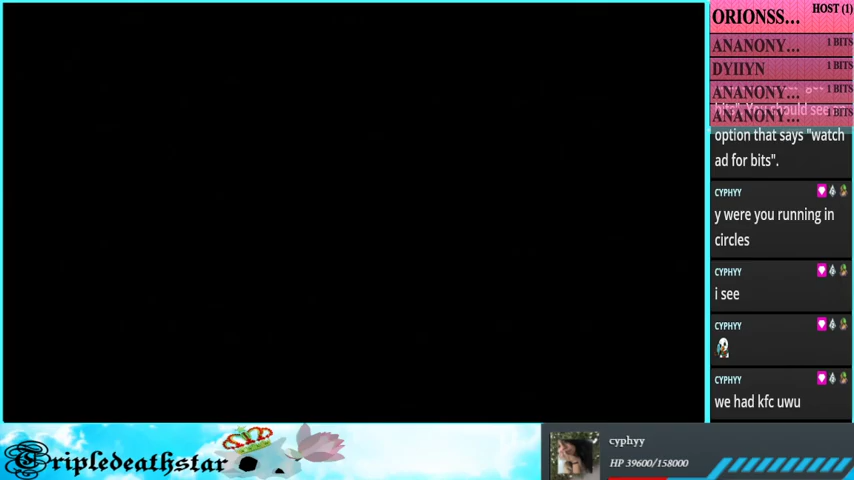 ORIONSS... HOST (1)
ANANONY... 1 BITS
DYIIYN 1 BITS
ANANONY... 1 BITS
ANANONY... 1 BITS
option that says "watch
ad for bits".
CYPHYY
y were you running in
circles
CYPHYY
i see
CYPHYY
CYPHYY
we had kfc uwu
Tripledeathstar
cyphyy
HP 39600/158000